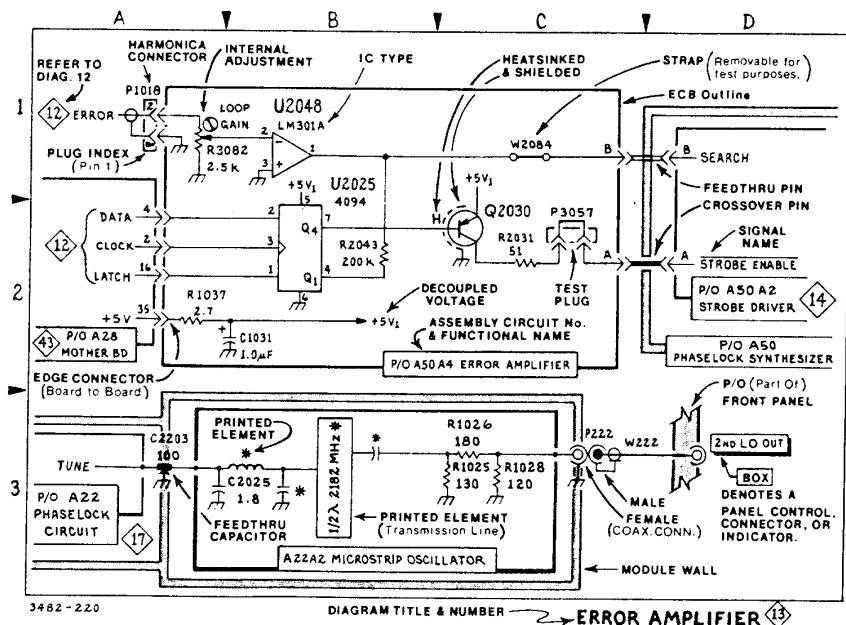 A
B
C
D
HARMONICA
CONNECTOR
INTERNAL
ADJUSTMENT
IC TYPE
HEATSINKED
& SHIELDED
STRAP (Removable for
test purposes.)
ECB Outline
REFER TO
DIAG. 12
P1018
1
12
ERROR
2
PLUG INDEX
(Pin 1)
LOOP
GAIN
R3082
2.5K
U2048
LM301A
2
3
1
-
+
W2084
B
B
SEARCH
FEEDTHRU PIN
CROSSOVER PIN
+5V1
U2025
4094
5
+5V1
Q2030
P3057
SIGNAL
NAME
12
DATA
4
2
CLOCK
2
3
LATCH
16
1
Q4
7
Q1
4
6
R2043
200K
R2031
51
TEST
PLUG
A
A
STROBE ENABLE
2
+5V
35
R1037
2.7
C1031
1.0µF
+5V1
DECOUPLED
VOLTAGE
P/O A50 A2
STROBE DRIVER
14
43
P/O A28
MOTHER BD
ASSEMBLY CIRCUIT No.
& FUNCTIONAL NAME
P/O A50 A4 ERROR AMPLIFIER
P/O A50
PHASELOCK SYNTHESIZER
EDGE CONNECTOR
(Board to Board)
P/O (Part Of)
FRONT PANEL
3
C2203
100
TUNE
PRINTED
ELEMENT
*
C2025
1.8
*
1/2λ 2182 MHz *
*
R1026
180
R1025
130
R1028
120
P222
W222
2ND LO OUT
BOX
DENOTES A
PANEL CONTROL,
CONNECTOR, OR
INDICATOR.
MALE
FEMALE
(COAX. CONN.)
P/O A22
PHASELOCK
CIRCUIT
17
FEEDTHRU
CAPACITOR
PRINTED ELEMENT
(Transmission Line)
A22A2 MICROSTRIP OSCILLATOR
MODULE WALL
3482-220
DIAGRAM TITLE & NUMBER
ERROR AMPLIFIER 13